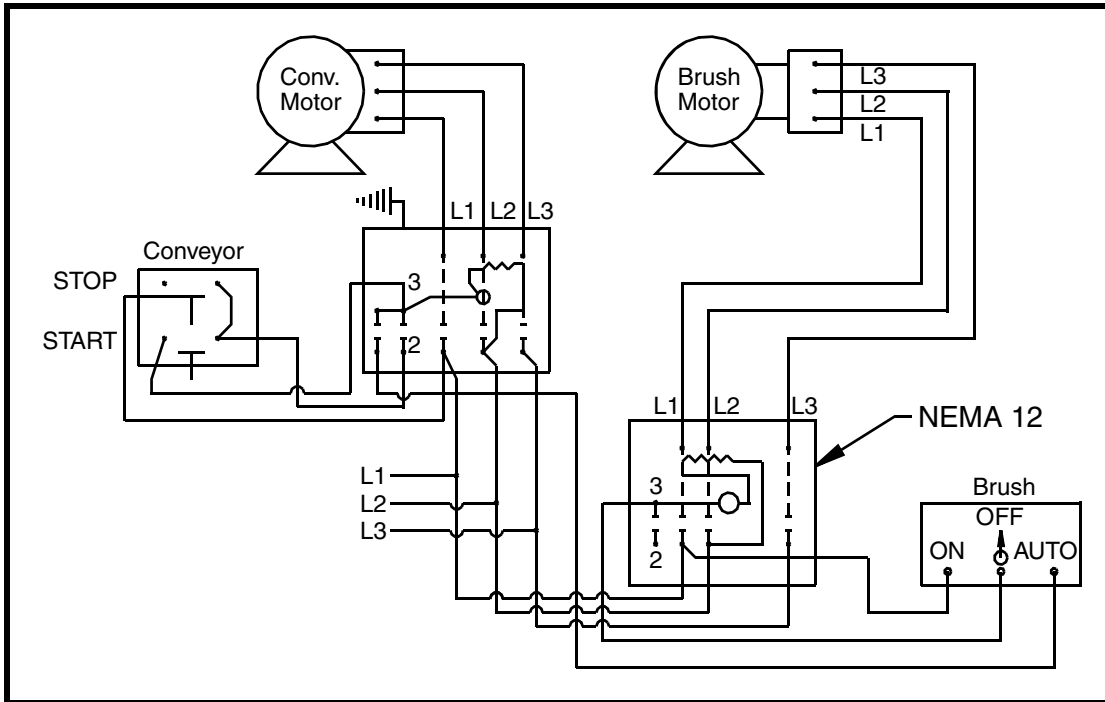 Conv.
Motor
Brush
Motor
L3
L2
L1
L1 L2 L3
Conveyor
STOP
START
3
2
L1
L2
L3
L1 L2 L3
NEMA 12
3
2
Brush
OFF
ON AUTO